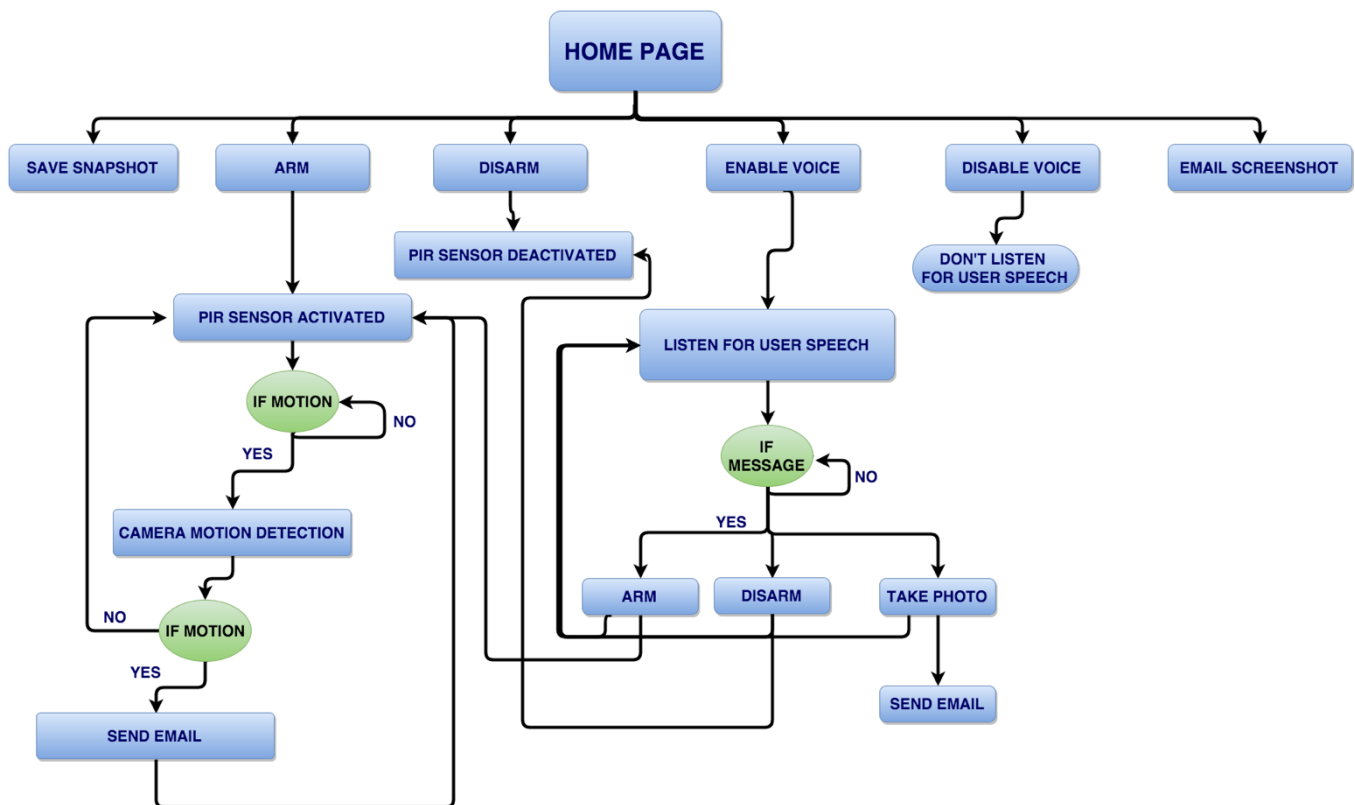 HOME PAGE
SAVE SNAPSHOT
ARM
DISARM
ENABLE VOICE
DISABLE VOICE
EMAIL SCREENSHOT
PIR SENSOR DEACTIVATED
DON'T LISTEN
FOR USER SPEECH
PIR SENSOR ACTIVATED
LISTEN FOR USER SPEECH
IF MOTION
NO
YES
IF
MESSAGE
NO
YES
CAMERA MOTION DETECTION
ARM
DISARM
TAKE PHOTO
NO
IF MOTION
YES
SEND EMAIL
SEND EMAIL